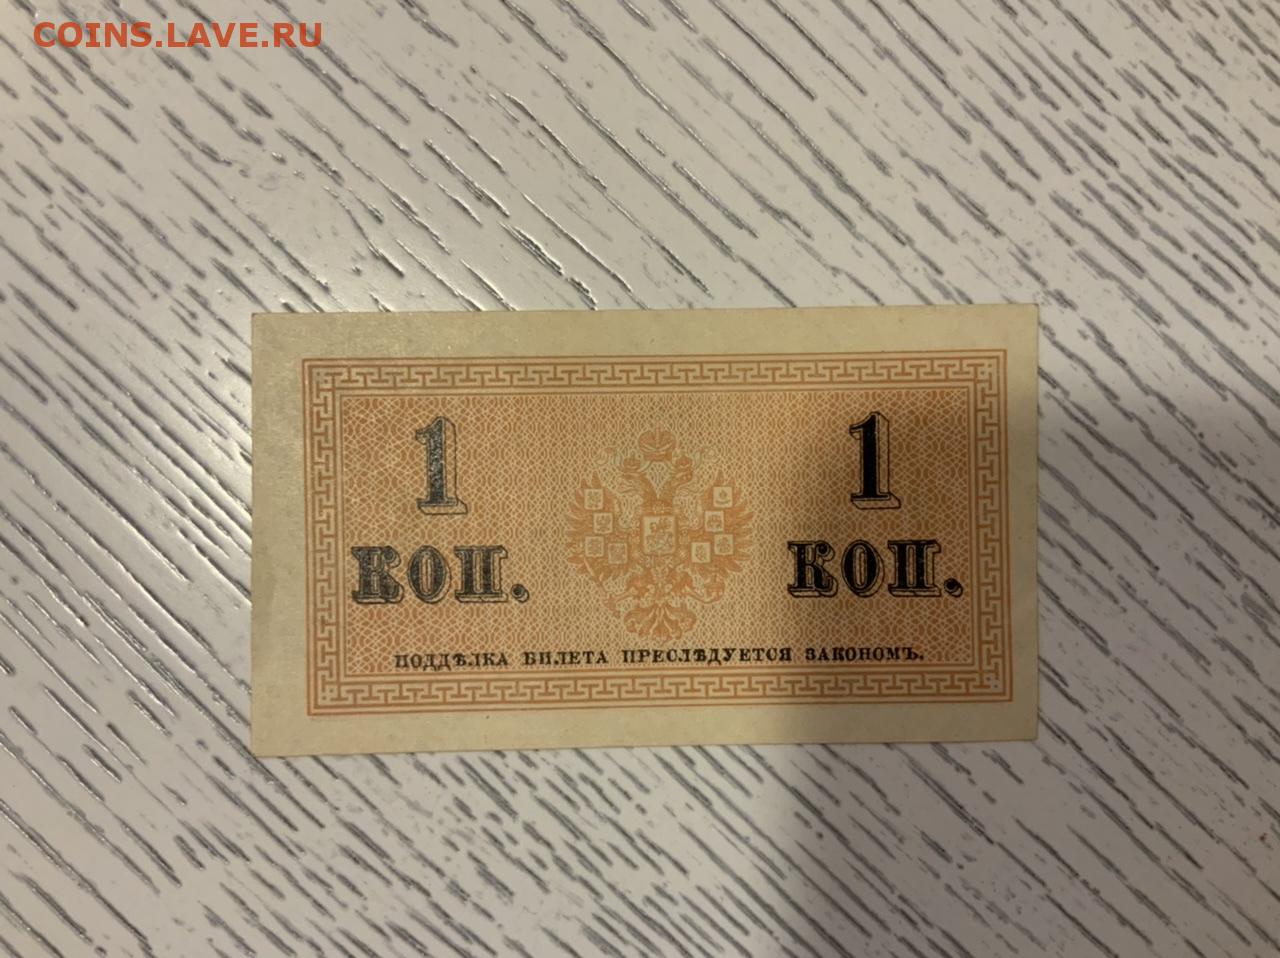 COINS.LAVE.RU
1 1
КОП. КОП.
ПОДДѢЛКА БИЛЕТА ПРЕСЛѢДУЕТСЯ ЗАКОНОМЪ.